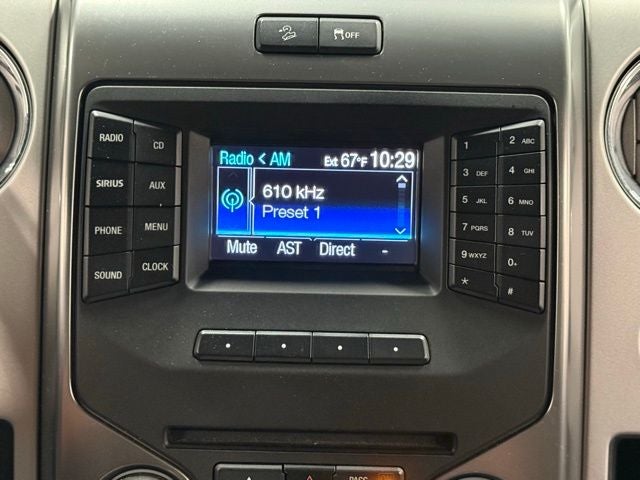 OFF
RADIO
CD
SIRIUS
AUX
PHONE
MENU
SOUND
CLOCK
Radio < AM Ext 67°F 10:29
610 kHz
Preset 1
Mute AST Direct -
1
2 ABC
3 DEF
4 GHI
5 JKL
6 MNO
7 PQRS
8 TUV
9 WXYZ
0+
*
#
PASS